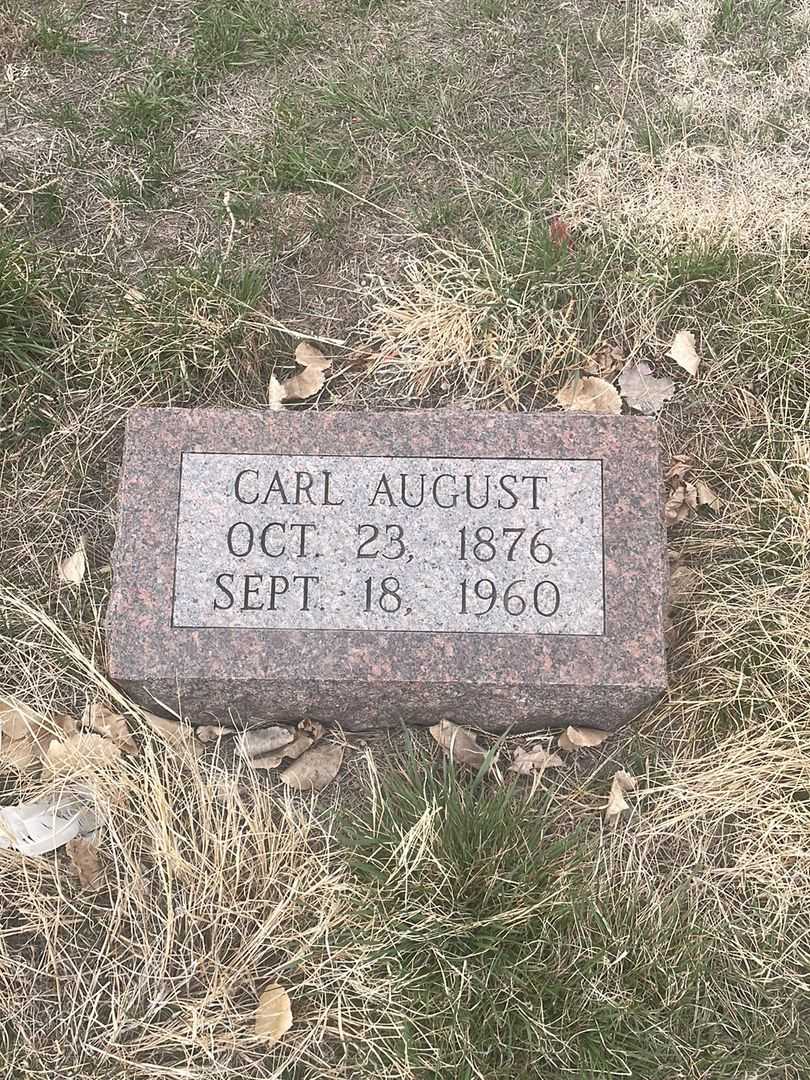 CARL AUGUST
OCT. 23, 1876
SEPT. 18, 1960